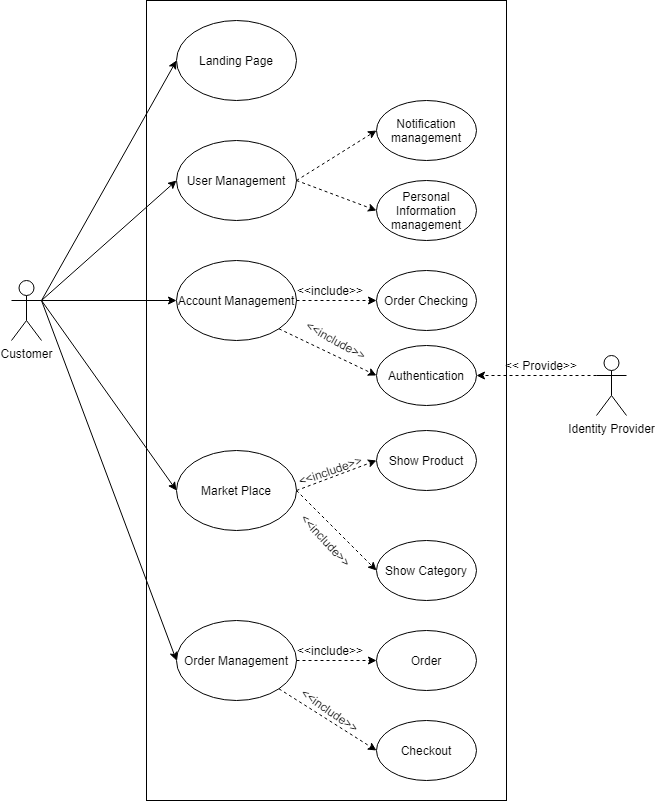 Landing Page
Notification
management
User Management
Personal
Information
management
<<include>>
Account Management
Order Checking
<<include>>
Customer
Authentication
<< Provide>>
Identity Provider
Show Product
<<include>>
Market Place
<<include>>
Show Category
<<include>>
Order Management
Order
<<include>>
Checkout